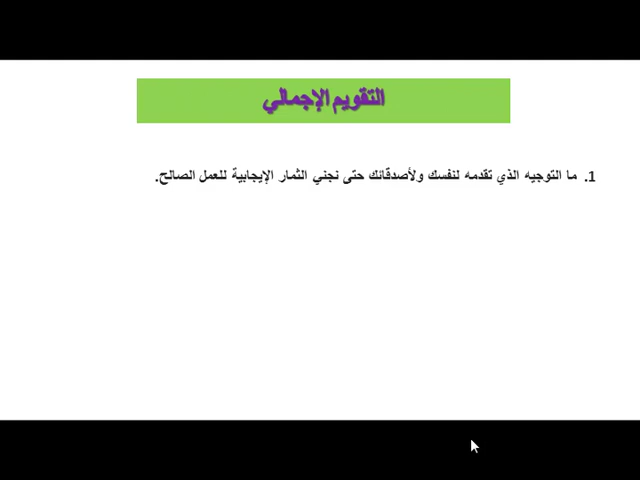 التقويم الإجمالي
1. ما التوجيه الذي تقدمه لنفسك ولأصدقائك حتى نجني الثمار الإيجابية للعمل الصالح.